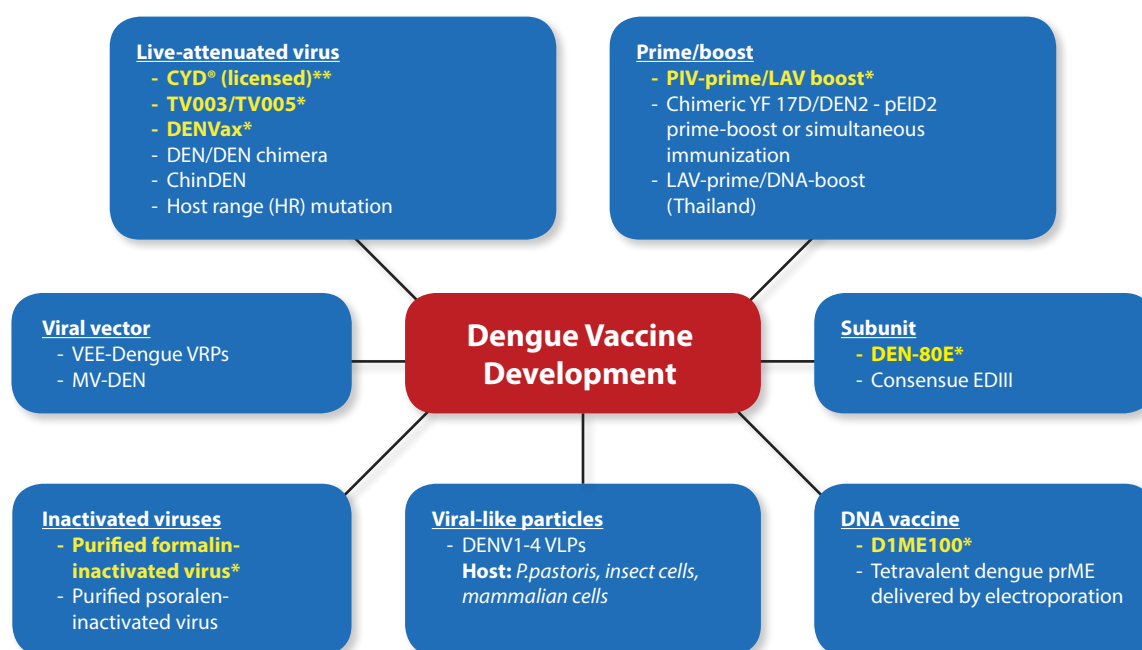 Live-attenuated virus
- CYD® (licensed)**
- TV003/TV005*
- DENVax*
- DEN/DEN chimera
- ChinDEN
- Host range (HR) mutation
Prime/boost
- PIV-prime/LAV boost*
- Chimeric YF 17D/DEN2 - pEID2
prime-boost or simultaneous
immunization
- LAV-prime/DNA-boost
(Thailand)
Viral vector
- VEE-Dengue VRPs
- MV-DEN
Dengue Vaccine
Development
Subunit
- DEN-80E*
- Consensue EDIII
Inactivated viruses
- Purified formalin-
inactivated virus*
- Purified psoralen-
inactivated virus
Viral-like particles
- DENV1-4 VLPs
Host: P.pastoris, insect cells,
mammalian cells
DNA vaccine
- D1ME100*
- Tetravalent dengue prME
delivered by electroporation